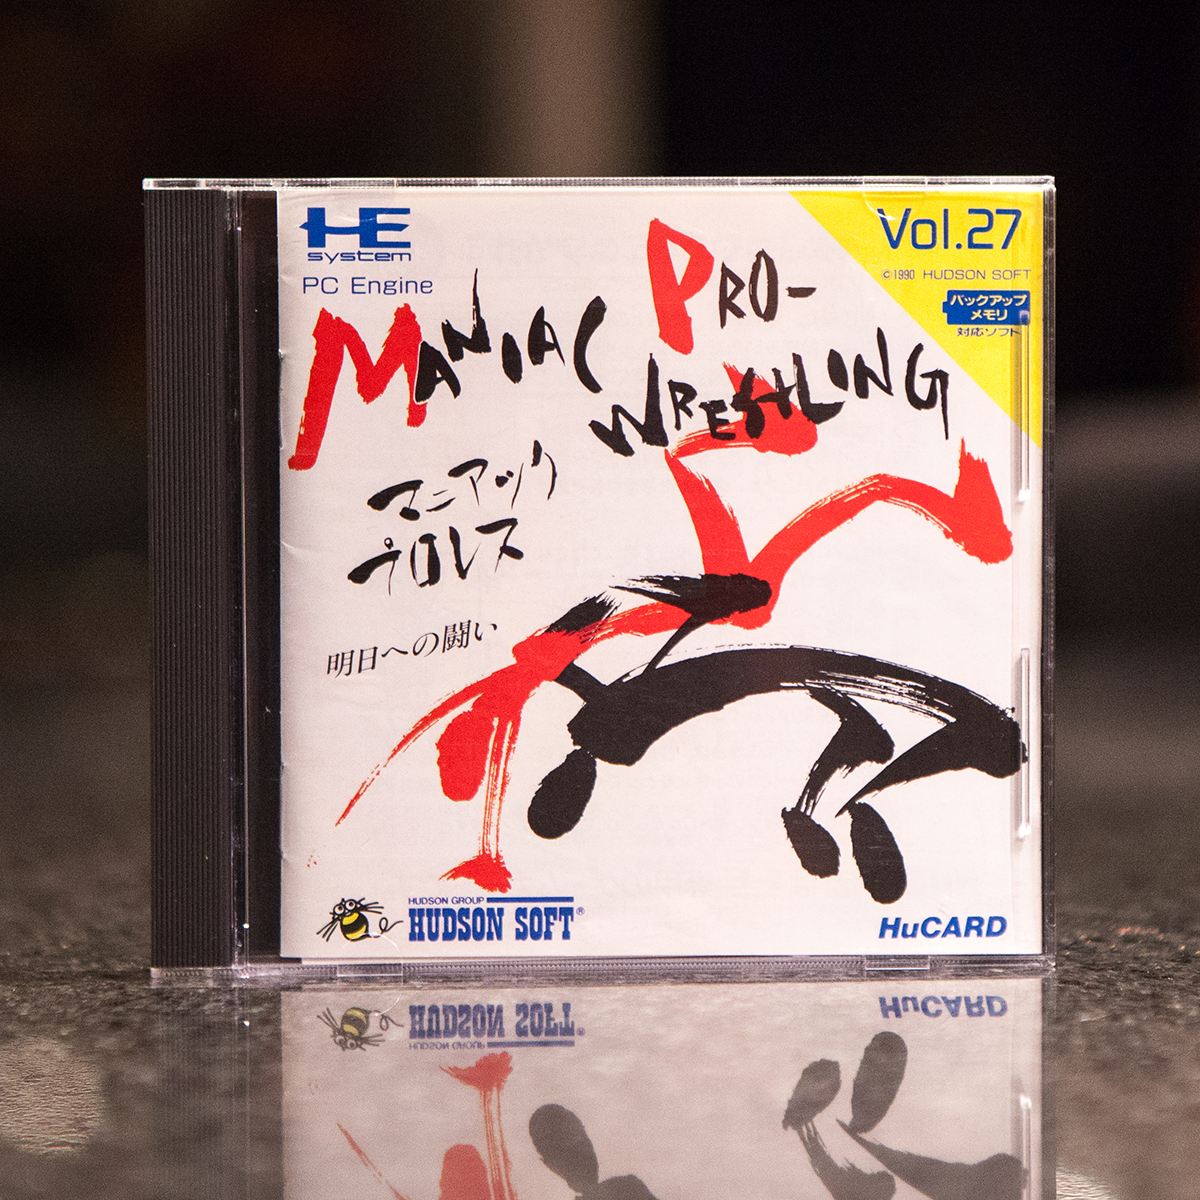 HE
system
PC Engine
Vol.27
©1990 HUDSON SOFT
バックアップ
メモリ
対応ソフト
MANIAC PRO-
WRESTLING
マニアック
プロレス
明日への闘い
HUDSON GROUP
HUDSON SOFT®
HuCARD